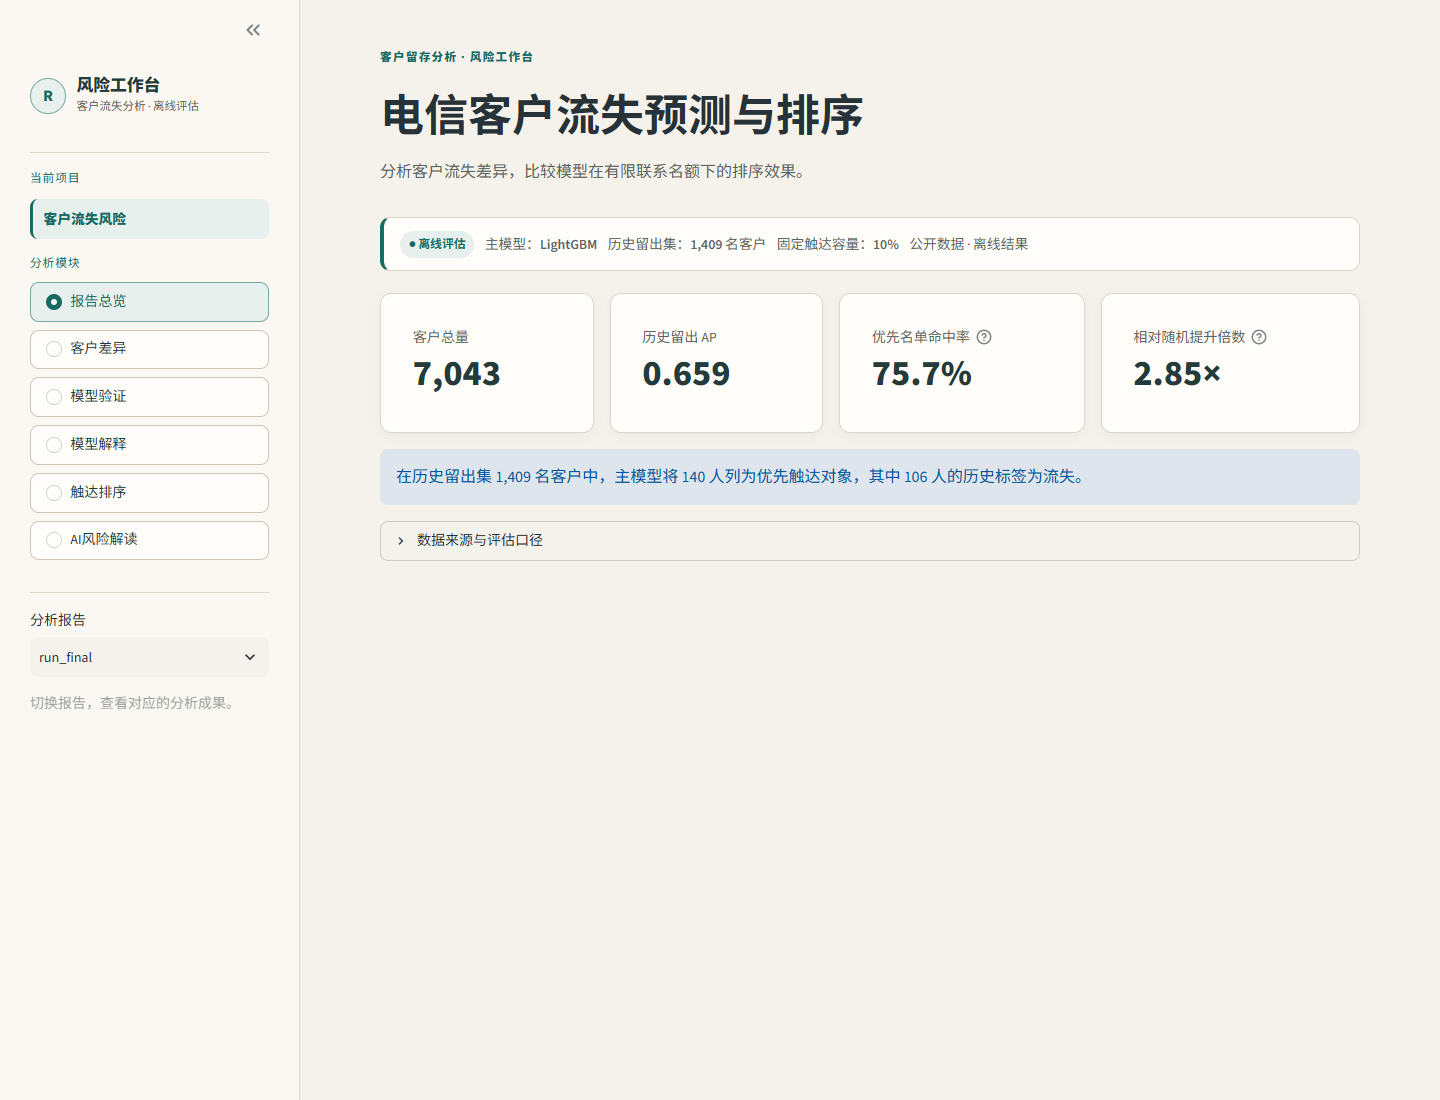 R
风险工作台
客户流失分析 · 离线评估
当前项目
客户流失风险
分析模块
报告总览
客户差异
模型验证
模型解释
触达排序
AI风险解读
分析报告
run_final
切换报告，查看对应的分析成果。
客户留存分析 · 风险工作台
电信客户流失预测与排序
分析客户流失差异，比较模型在有限联系名额下的排序效果。
离线评估 主模型：LightGBM 历史留出集：1,409 名客户 固定触达容量：10% 公开数据 · 离线结果
客户总量
7,043
历史留出 AP
0.659
优先名单命中率
75.7%
相对随机提升倍数
2.85×
在历史留出集 1,409 名客户中，主模型将 140 人列为优先触达对象，其中 106 人的历史标签为流失。
数据来源与评估口径